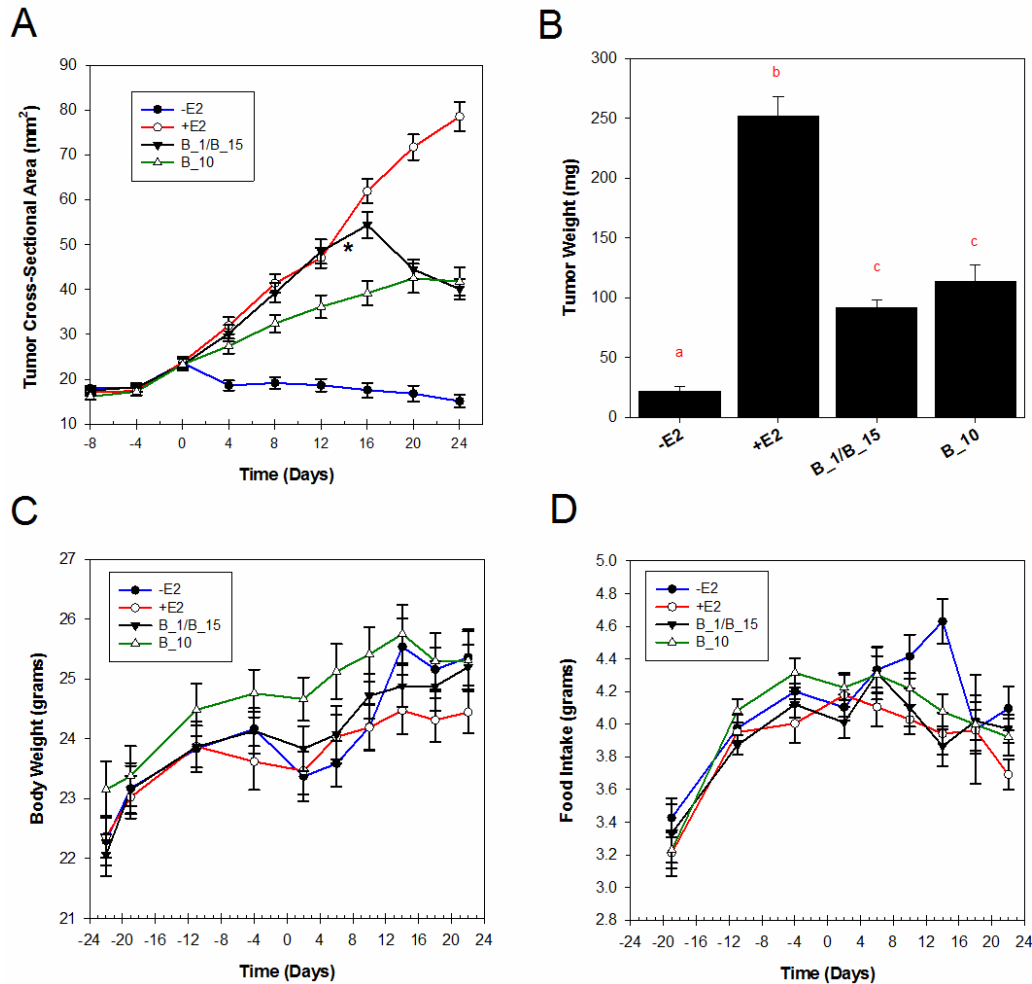 A
Tumor Cross-Sectional Area (mm²)
90
80
70
60
50
40
30
20
10
-E2
+E2
B_1/B_15
B_10
*
-8 -4 0 4 8 12 16 20 24
Time (Days)
B
Tumor Weight (mg)
300
250
200
150
100
50
0
a
b
c
c
-E2
+E2
B_1/B_15
B_10
C
Body Weight (grams)
27
26
25
24
23
22
21
-E2
+E2
B_1/B_15
B_10
-24 -20 -16 -12 -8 -4 0 4 8 12 16 20 24
Time (Days)
D
Food Intake (grams)
5.0
4.8
4.6
4.4
4.2
4.0
3.8
3.6
3.4
3.2
3.0
2.8
-E2
+E2
B_1/B_15
B_10
-24 -20 -16 -12 -8 -4 0 4 8 12 16 20 24
Time (Days)